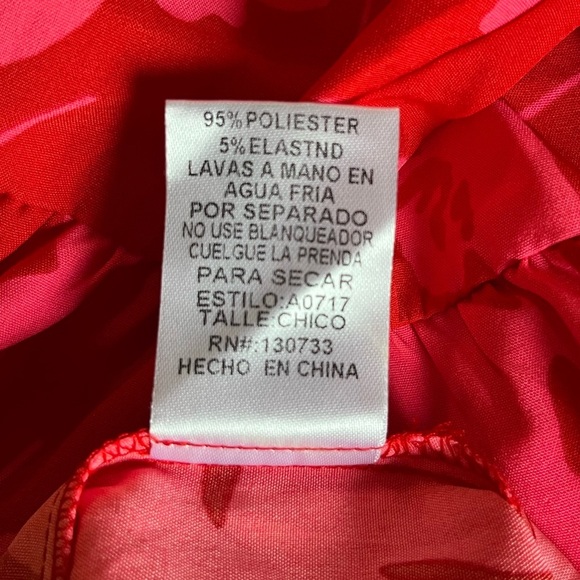 95% POLIESTER
5% ELASTND
LAVAS A MANO EN
AGUA FRIA
POR SEPARADO
NO USE BLANQUEADOR
CUELGUE LA PRENDA
PARA SECAR
ESTILO:A0717
TALLE:CHICO
RN#:130733
HECHO EN CHINA